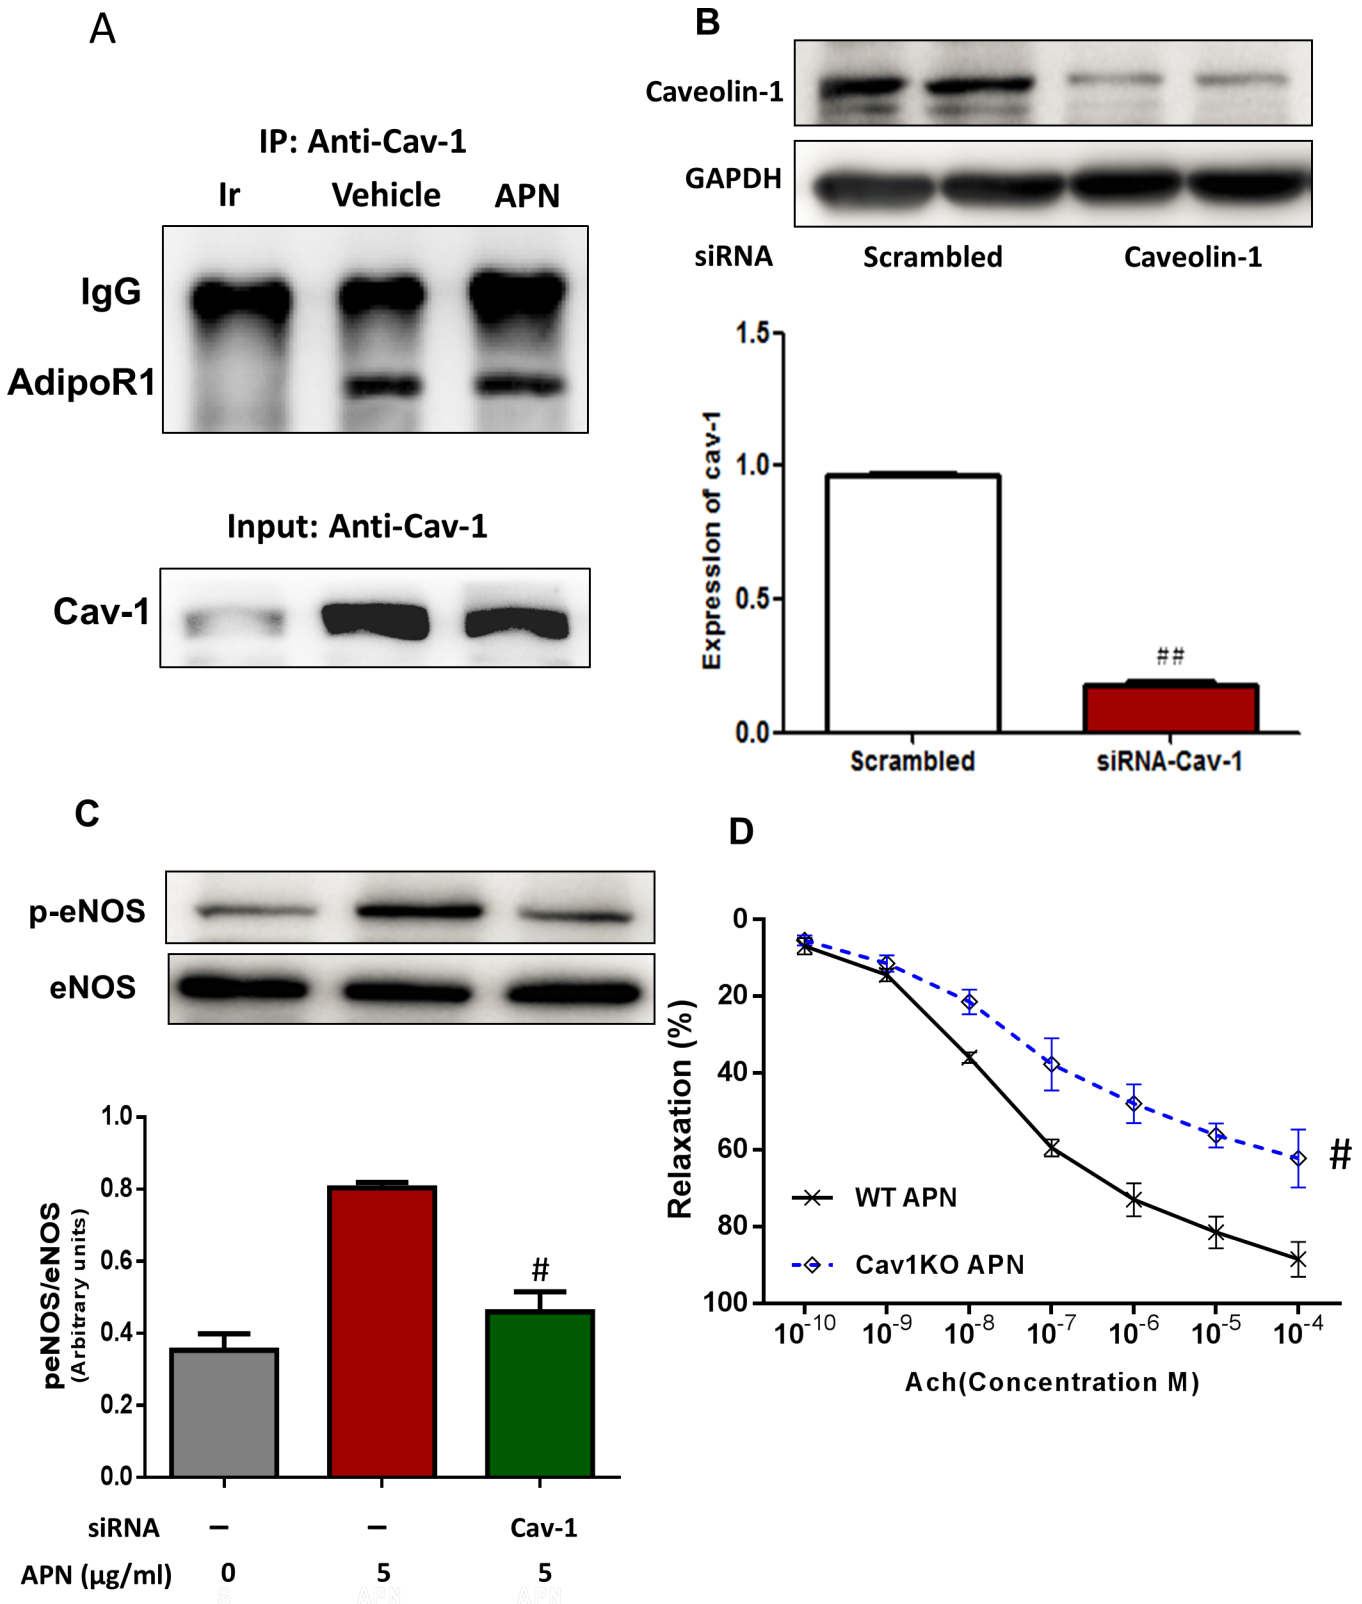 A
IP: Anti-Cav-1
Ir Vehicle APN
IgG
AdipoR1
Input: Anti-Cav-1
Cav-1
B
Caveolin-1
GAPDH
siRNA Scrambled Caveolin-1
Expression of cav-1
1.5
1.0
0.5
0.0
##
Scrambled siRNA-Cav-1
C
p-eNOS
eNOS
peNOS/eNOS
(Arbitrary units)
1.0
0.8
0.6
0.4
0.2
0.0
#
siRNA – – Cav-1
APN (µg/ml) 0 5 5
S APN APN
D
Relaxation (%)
0
20
40
60
80
100
#
WT APN
Cav1KO APN
10-10 10-9 10-8 10-7 10-6 10-5 10-4
Ach(Concentration M)